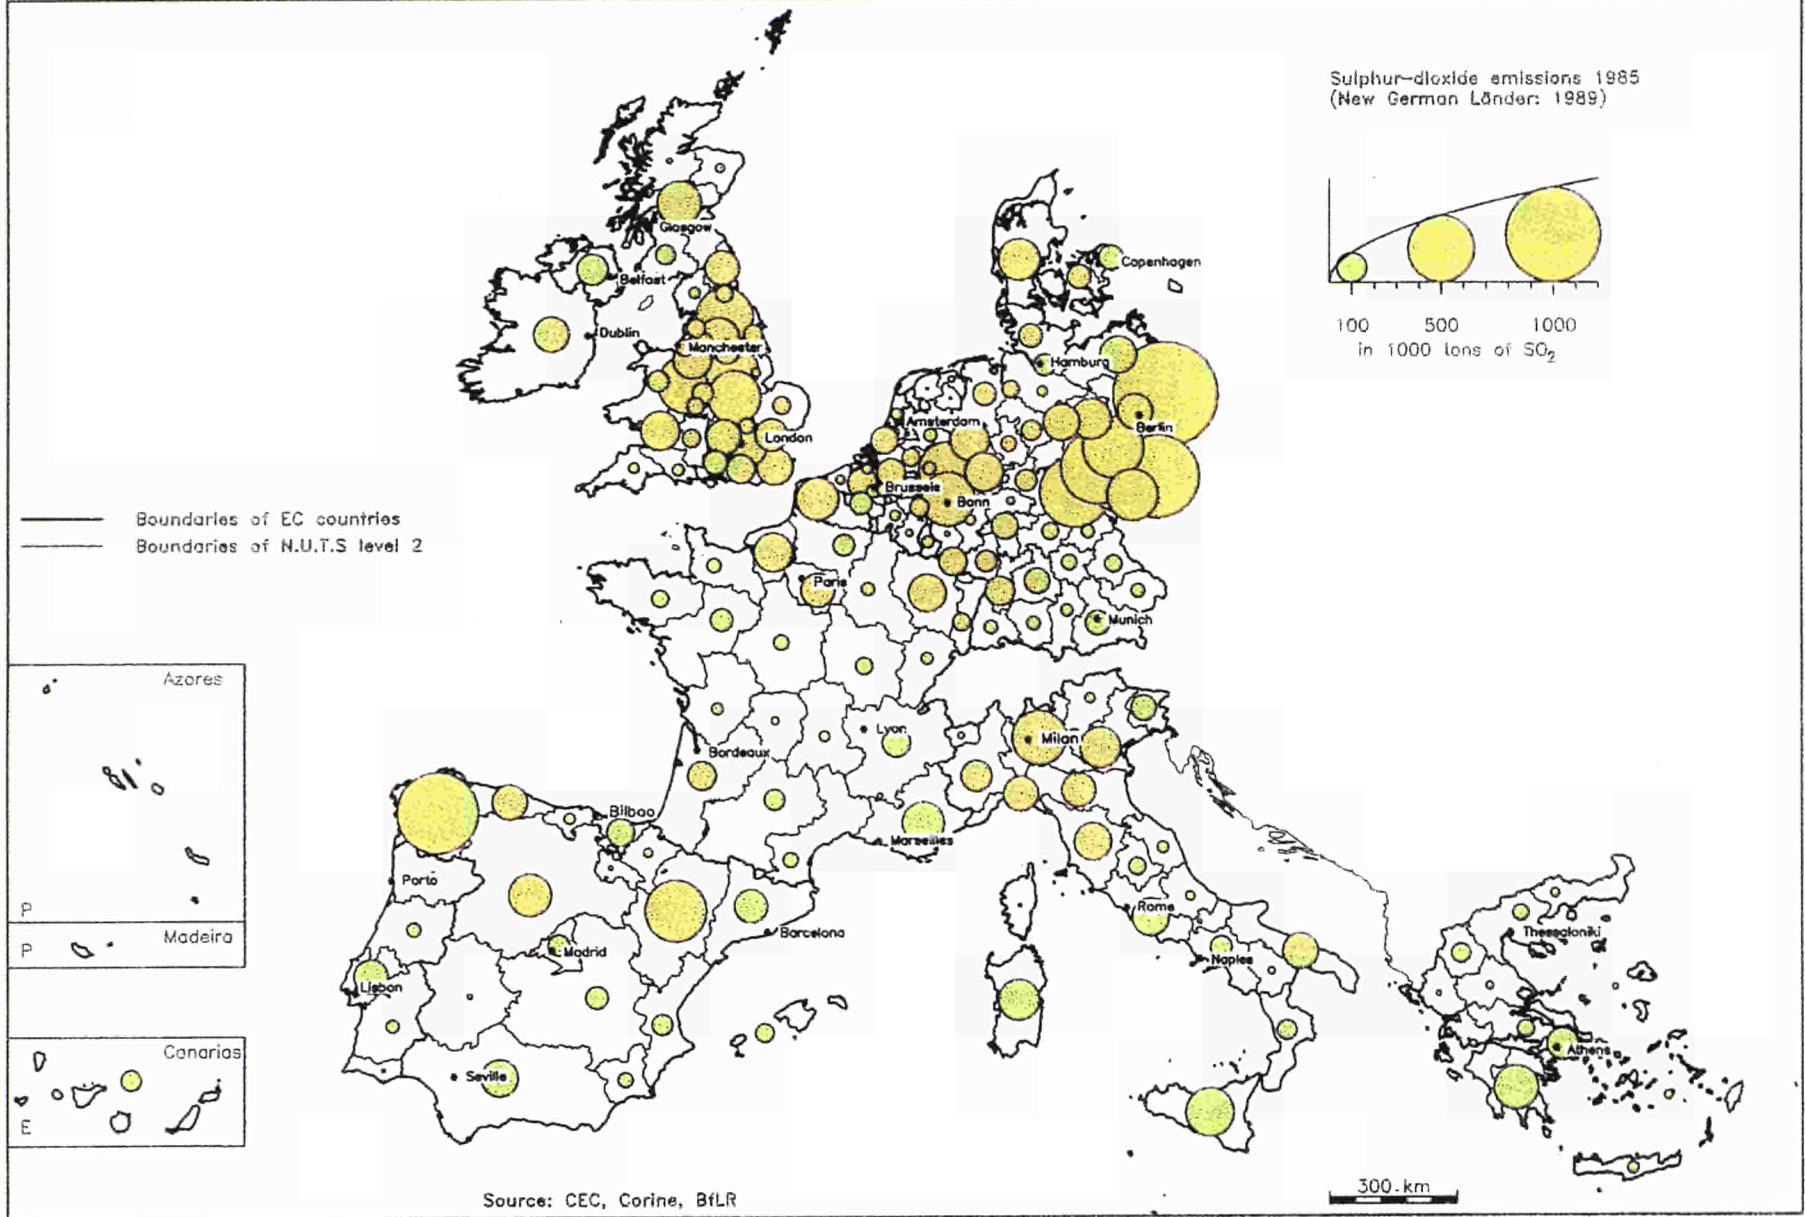 Sulphur-dioxide emissions 1985
(New German Länder: 1989)
100 500 1000
in 1000 tons of SO₂
Glasgow
Belfast
Dublin
Manchester
London
Copenhagen
Hamburg
Berlin
Amsterdam
Brussels
Bonn
Boundaries of EC countries
Boundaries of N.U.T.S level 2
Paris
Munich
Azores
P
Madeira
P
Canarias
E
Lyon
Milan
Bordeaux
Bilbao
Marseilles
Porto
Madrid
Barcelona
Lisbon
Seville
Rome
Naples
Thessaloniki
Athens
Source: CEC, Corine, BfLR
300 km